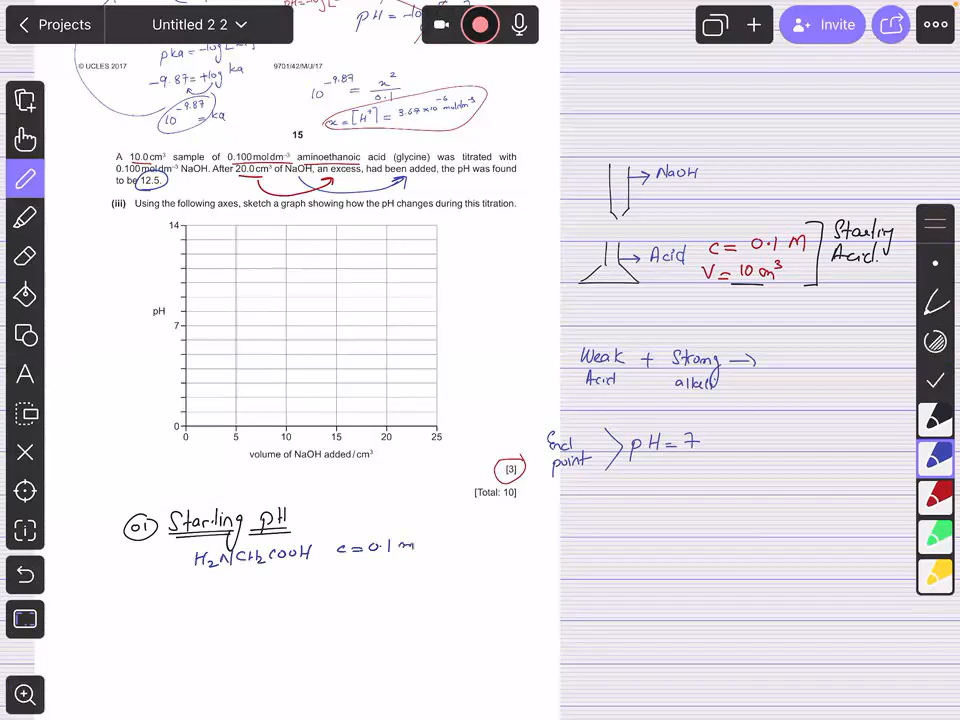 Projects
Untitled 2 2
Invite
pka = -log
-9.87 = +log ka
10^-9.87 = ka
© UCLES 2017
9701/42/M/J/17
10^-9.87 = x²/0.1
x = [H⁺] = 3.67 x 10⁻⁶ moldm⁻³
15
A 10.0 cm³ sample of 0.100 mol dm⁻³ aminoethanoic acid (glycine) was titrated with
0.100 mol dm⁻³ NaOH. After 20.0 cm³ of NaOH, an excess, had been added, the pH was found
to be 12.5.
(iii) Using the following axes, sketch a graph showing how the pH changes during this titration.
14
pH
7
0
0 5 10 15 20 25
volume of NaOH added / cm³
[3]
[Total: 10]
01 Starting pH
H₂NCH₂COOH c = 0.1 m
NaOH
Acid c = 0.1 M
V = 10 cm³
Starting
Acid.
Weak + Strong →
Acid alkali
End
point > pH = 7